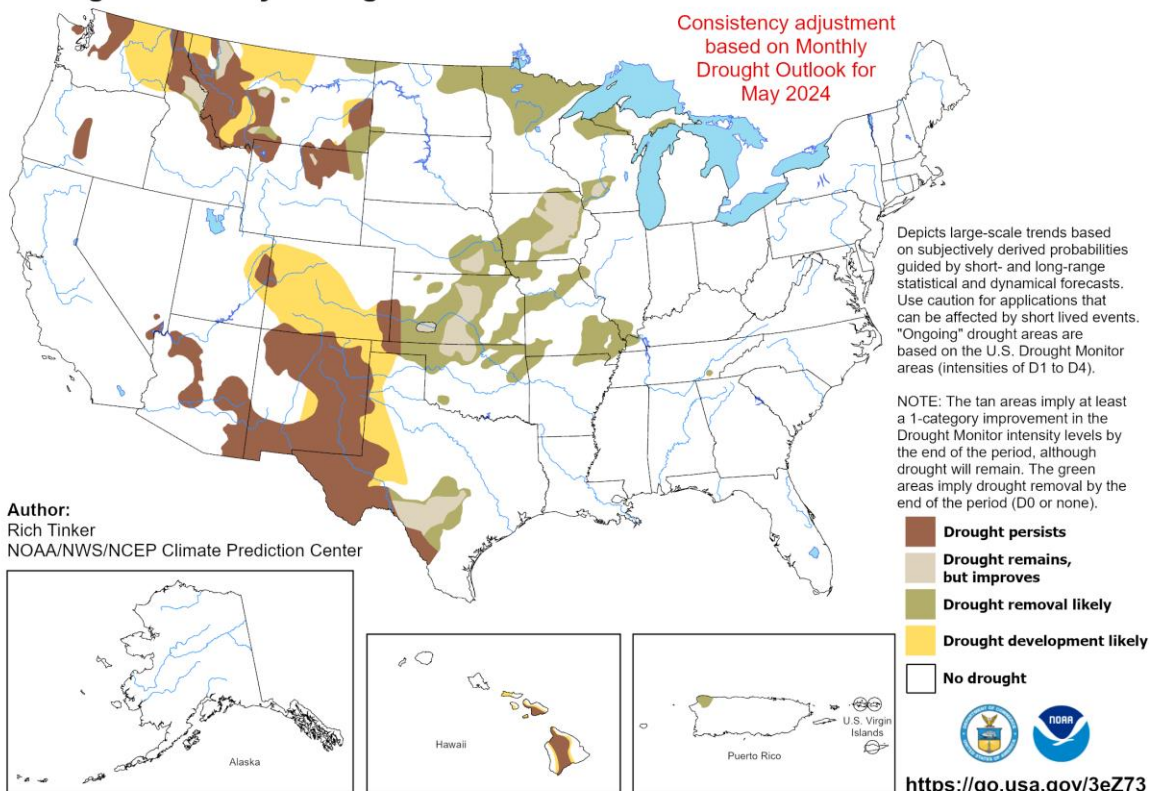 Consistency adjustment
based on Monthly
Drought Outlook for
May 2024
Depicts large-scale trends based
on subjectively derived probabilities
guided by short- and long-range
statistical and dynamical forecasts.
Use caution for applications that
can be affected by short lived events.
"Ongoing" drought areas are
based on the U.S. Drought Monitor
areas (intensities of D1 to D4).
NOTE: The tan areas imply at least
a 1-category improvement in the
Drought Monitor intensity levels by
the end of the period, although
drought will remain. The green
areas imply drought removal by the
end of the period (D0 or none).
Author:
Rich Tinker
NOAA/NWS/NCEP Climate Prediction Center
Drought persists
Drought remains,
but improves
Drought removal likely
Drought development likely
No drought
Alaska
Hawaii
Puerto Rico
U.S. Virgin
Islands
NOAA
https://go.usa.gov/3eZ73